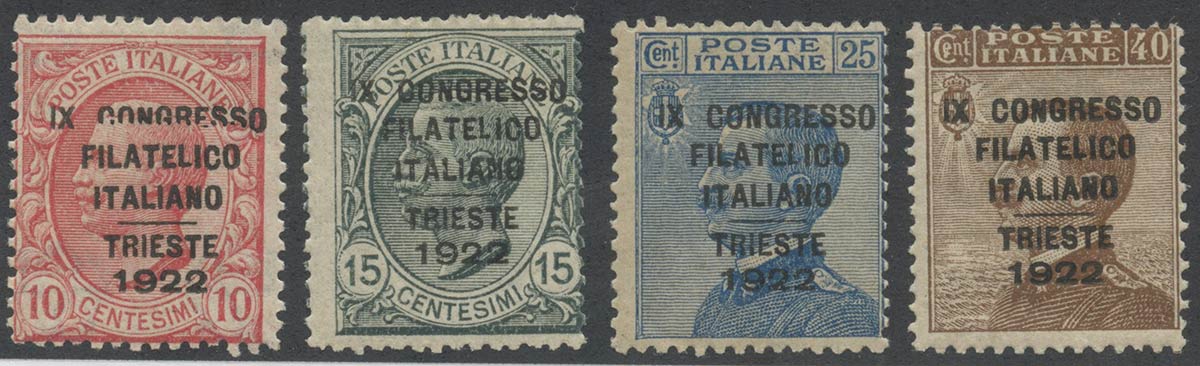 POSTE ITALIANE
IX CONGRESSO
FILATELICO
ITALIANO
TRIESTE
1922
10 10
CENTESIMI
POSTE ITALIANE
IX CONGRESSO
FILATELICO
ITALIANO
TRIESTE
1922
15 15
CENTESIMI
Cent POSTE 25
ITALIANE
IX CONGRESSO
FILATELICO
ITALIANO
TRIESTE
1922
Cent POSTE 40
ITALIANE
IX CONGRESSO
FILATELICO
ITALIANO
TRIESTE
1922